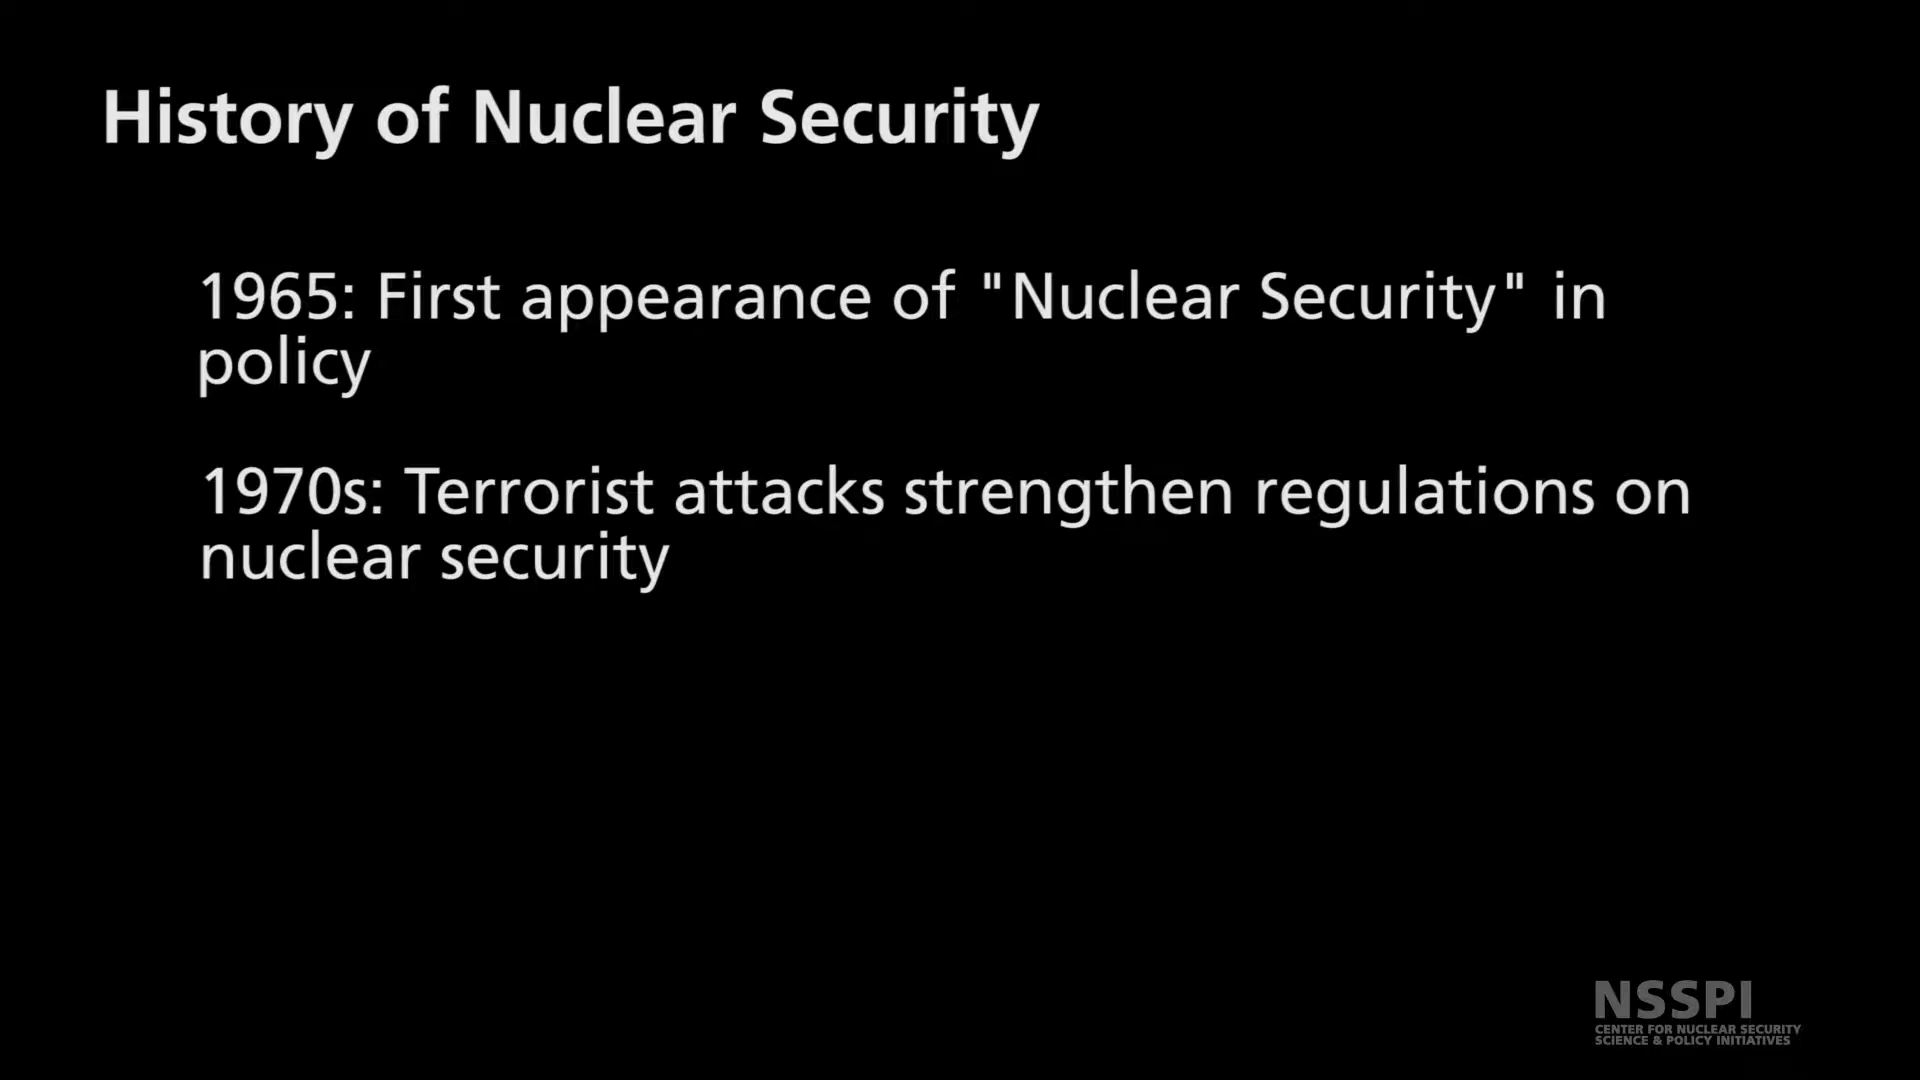 History of Nuclear Security
1965: First appearance of "Nuclear Security" in
policy
1970s: Terrorist attacks strengthen regulations on
nuclear security
NSSPI
CENTER FOR NUCLEAR SECURITY
SCIENCE & POLICY INITIATIVES